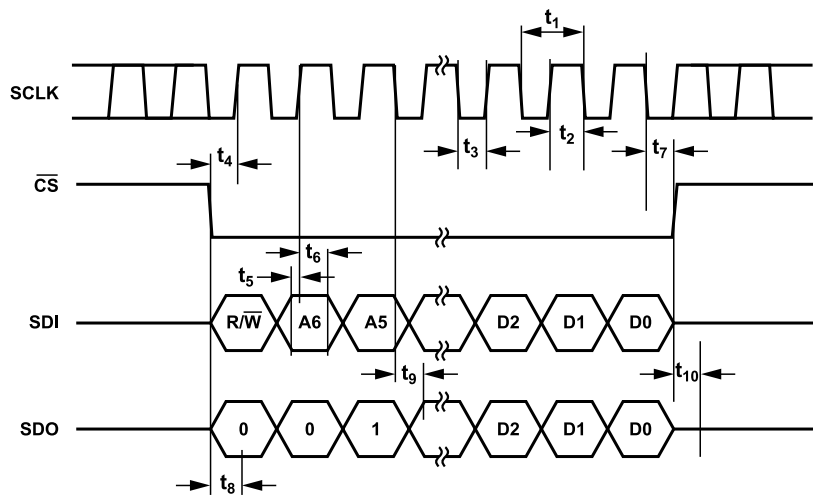 t1
SCLK
t4
t3
t2
t7
CS
t6
t5
SDI
R/W
A6
A5
D2
D1
D0
t9
t10
SDO
0
0
1
D2
D1
D0
t8